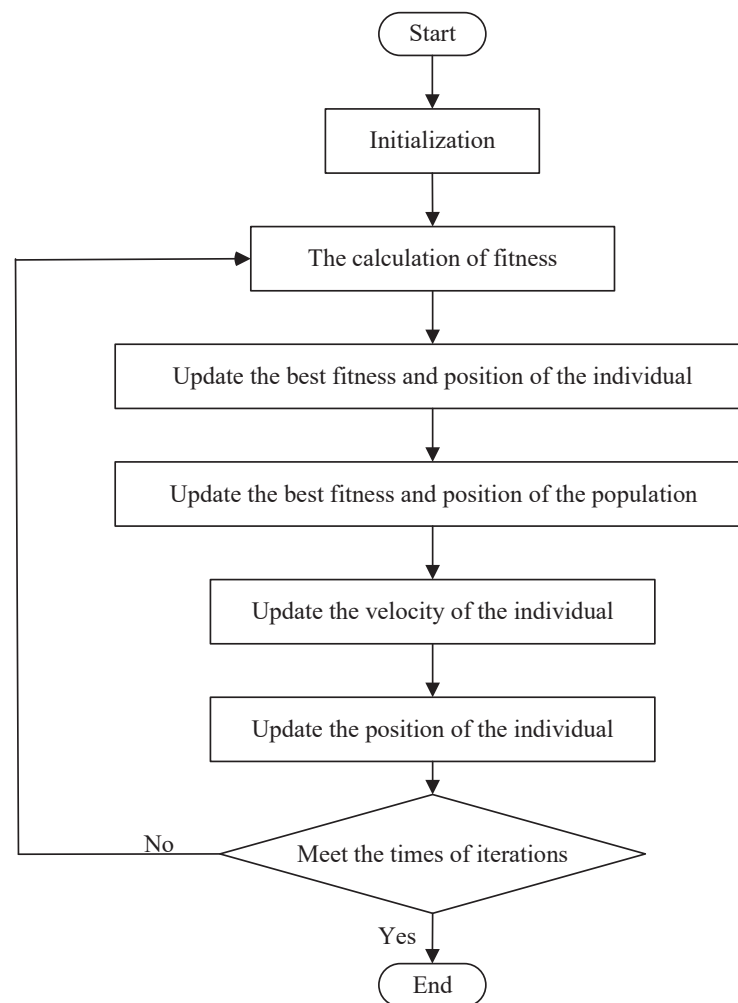 Start
Initialization
The calculation of fitness
Update the best fitness and position of the individual
Update the best fitness and position of the population
Update the velocity of the individual
Update the position of the individual
Meet the times of iterations
No
Yes
End